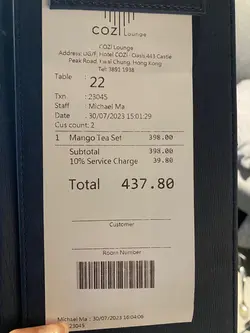 COZi Lounge
COZI Lounge
Address: UG/F, Hotel COZi · Oasis 443 Castle
Peak Road, Kwai Chung, Hong Kong
Tel: 3891 1938
Table : 22
Txn : 23045
Staff : Michael Ma
Date : 30/07/2023 15:01:29
Cus count: 2
1 Mango Tea Set 398.00
Subtotal 398.00
10% Service Charge 39.80
Total 437.80
Customer
Room Number
Michael Ma : 30/07/2023 16:04:06
: 23045